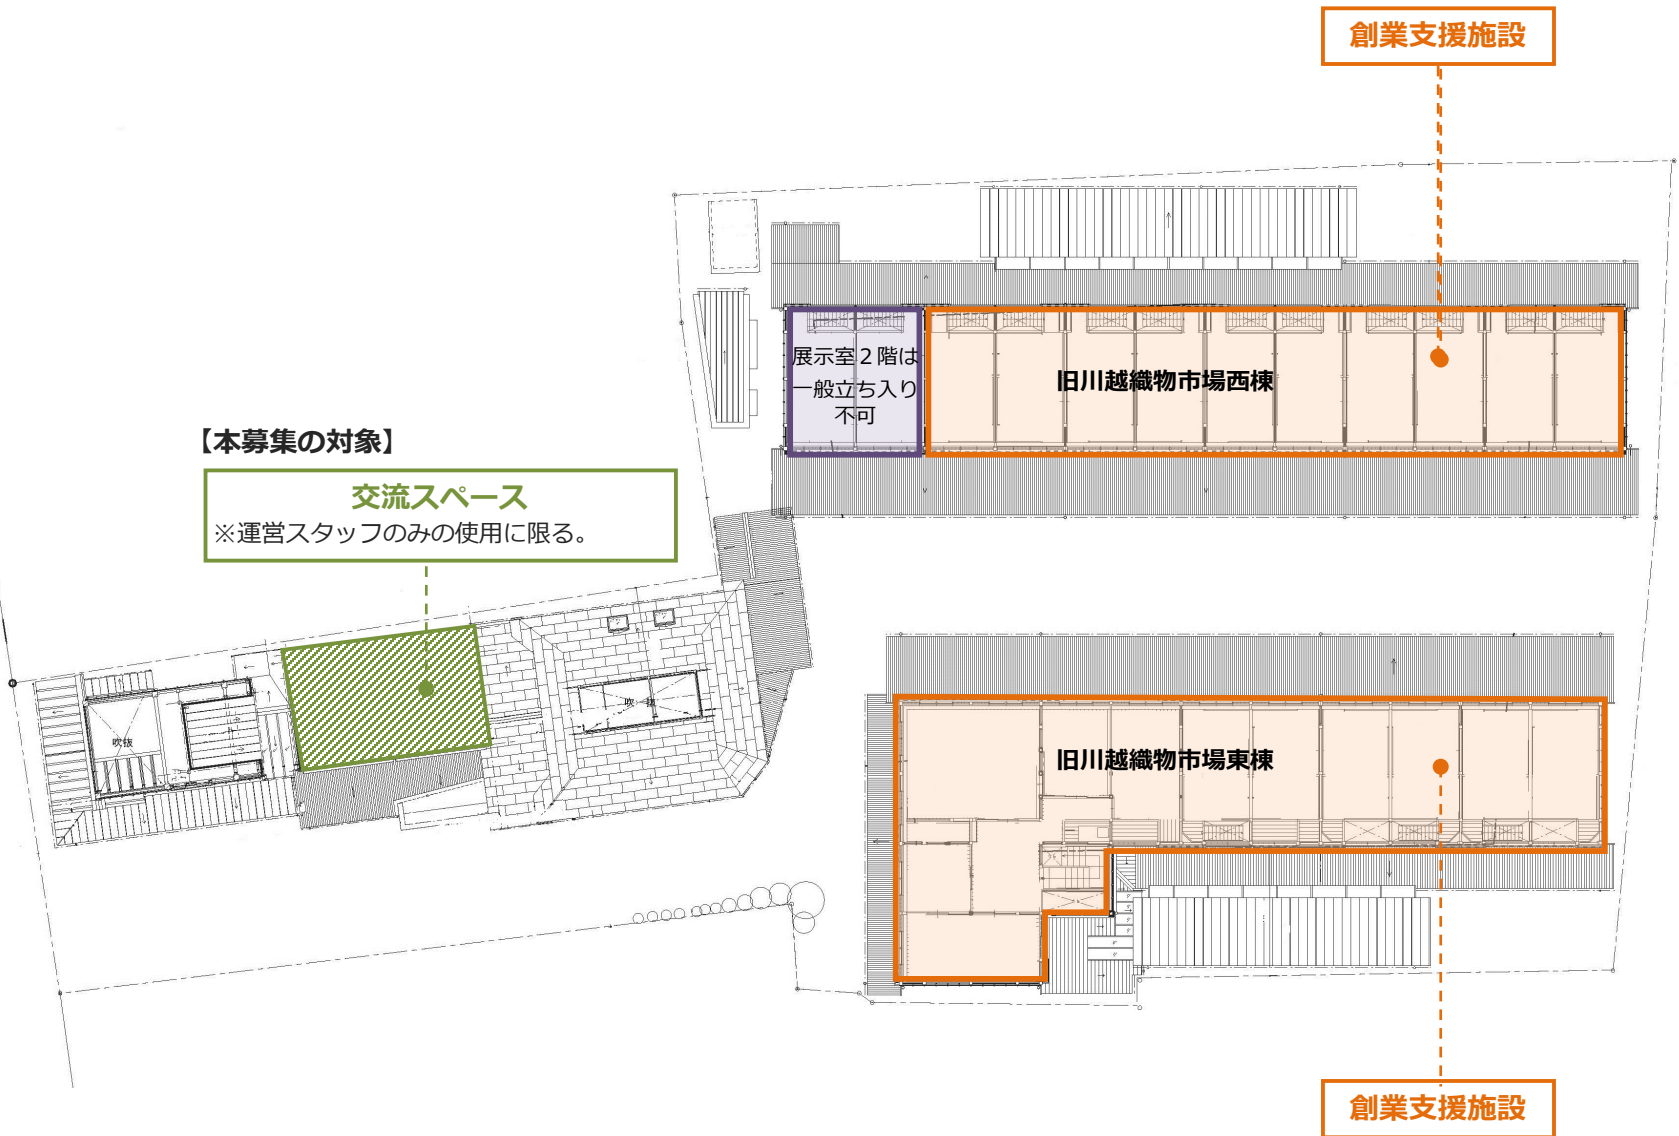 創業支援施設
展示室２階は
一般立ち入り
不可
旧川越織物市場西棟
【本募集の対象】
交流スペース
※運営スタッフのみの使用に限る。
吹抜
吹抜
旧川越織物市場東棟
創業支援施設